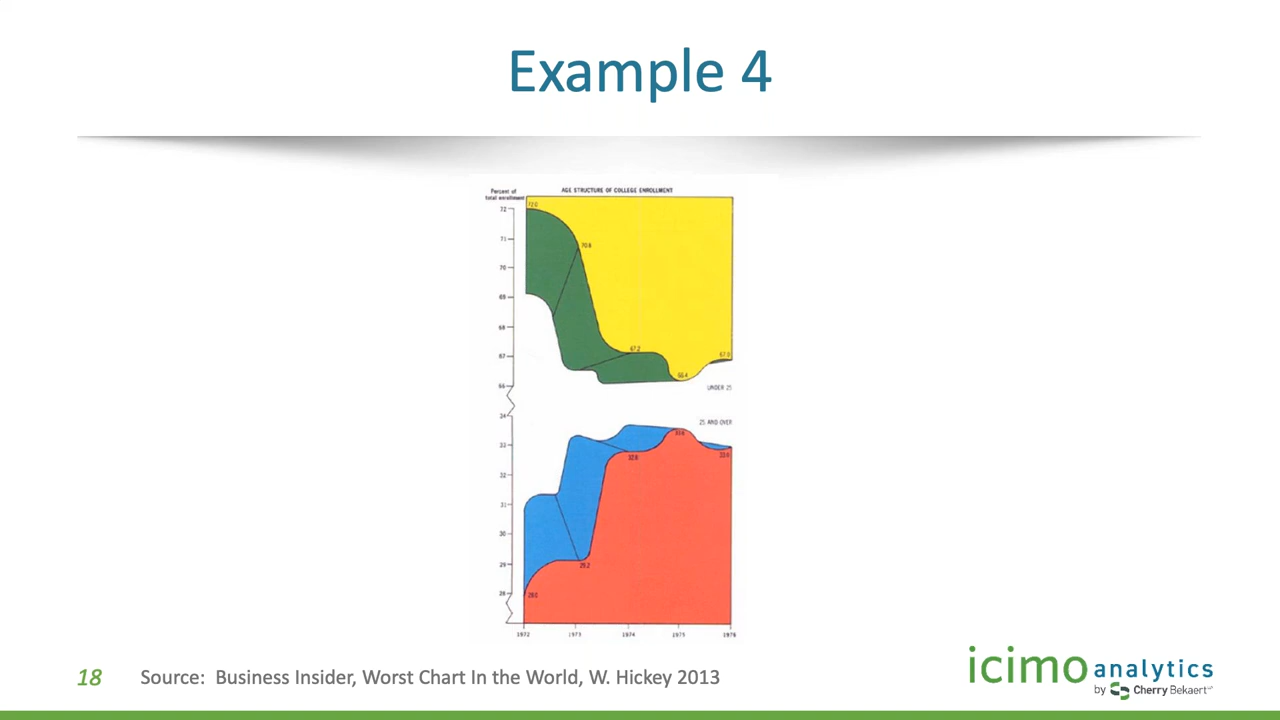 Example 4
Percent of
total enrollment
AGE STRUCTURE OF COLLEGE ENROLLMENT
72
72.0
71
70.8
70
69
68
67.2
67
67.0
66.4
66
UNDER 25
34
25 AND OVER
33.6
33
32.8
33.0
32
31
30
29
29.2
28
28.0
1972 1973 1974 1975 1976
18
Source: Business Insider, Worst Chart In the World, W. Hickey 2013
icimo analytics
by Cherry Bekaert